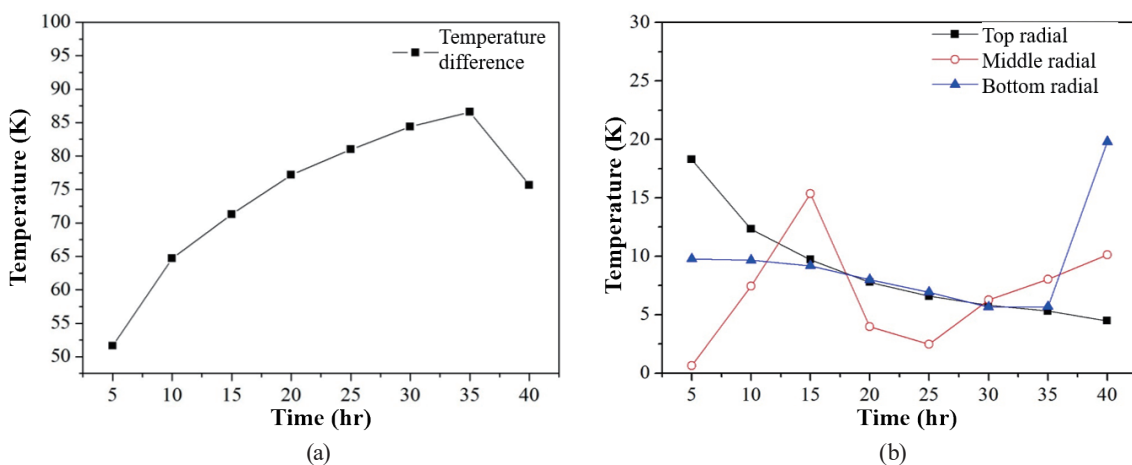 100
95
90
85
80
75
70
65
60
55
50
Temperature (K)
Temperature
difference
5 10 15 20 25 30 35 40
Time (hr)
(a)
30
25
20
15
10
5
0
Temperature (K)
Top radial
Middle radial
Bottom radial
5 10 15 20 25 30 35 40
Time (hr)
(b)